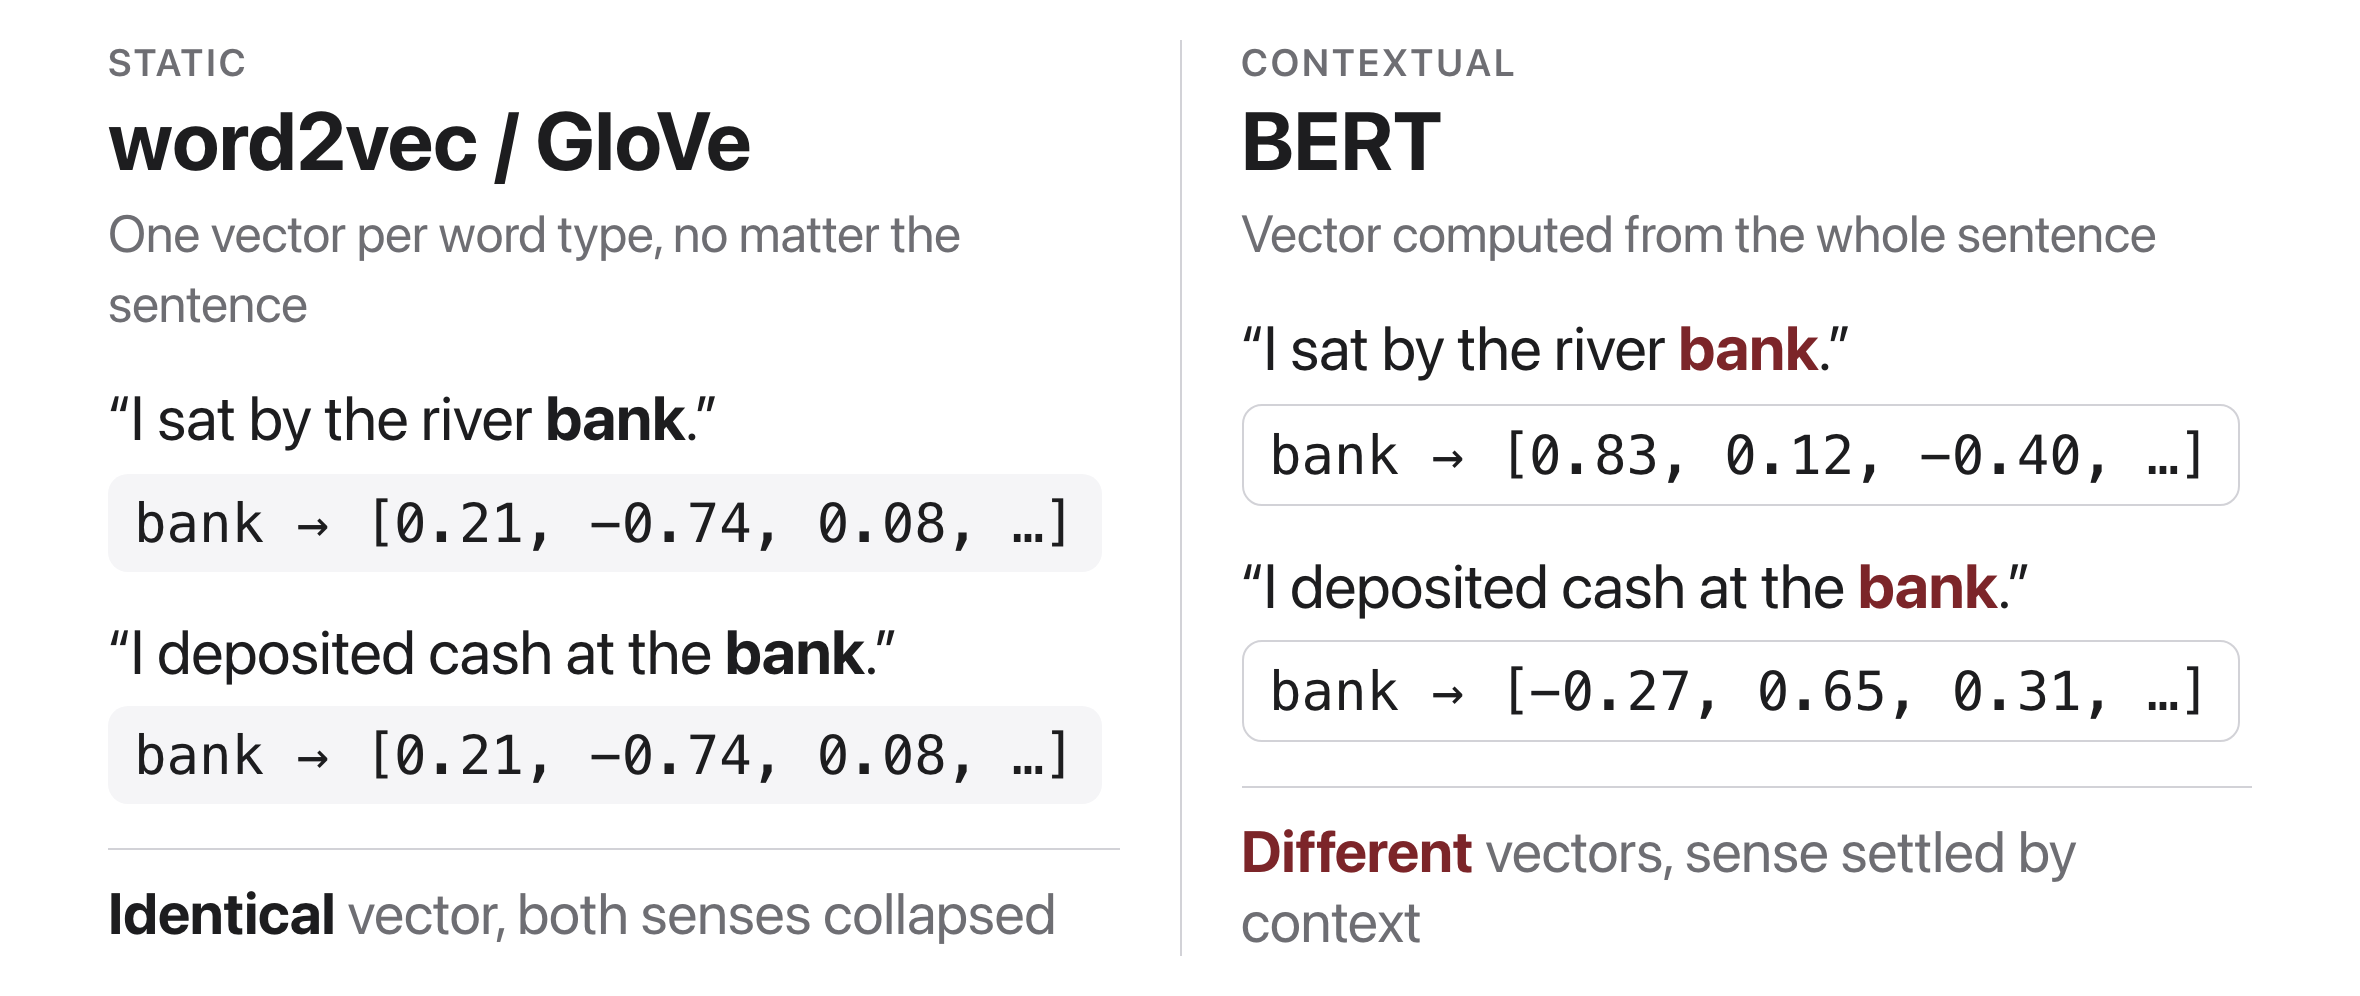 STATIC
word2vec / GloVe
One vector per word type, no matter the
sentence
“I sat by the river bank.”
bank → [0.21, −0.74, 0.08, …]
“I deposited cash at the bank.”
bank → [0.21, −0.74, 0.08, …]
Identical vector, both senses collapsed
CONTEXTUAL
BERT
Vector computed from the whole sentence
“I sat by the river bank.”
bank → [0.83, 0.12, −0.40, …]
“I deposited cash at the bank.”
bank → [−0.27, 0.65, 0.31, …]
Different vectors, sense settled by
context